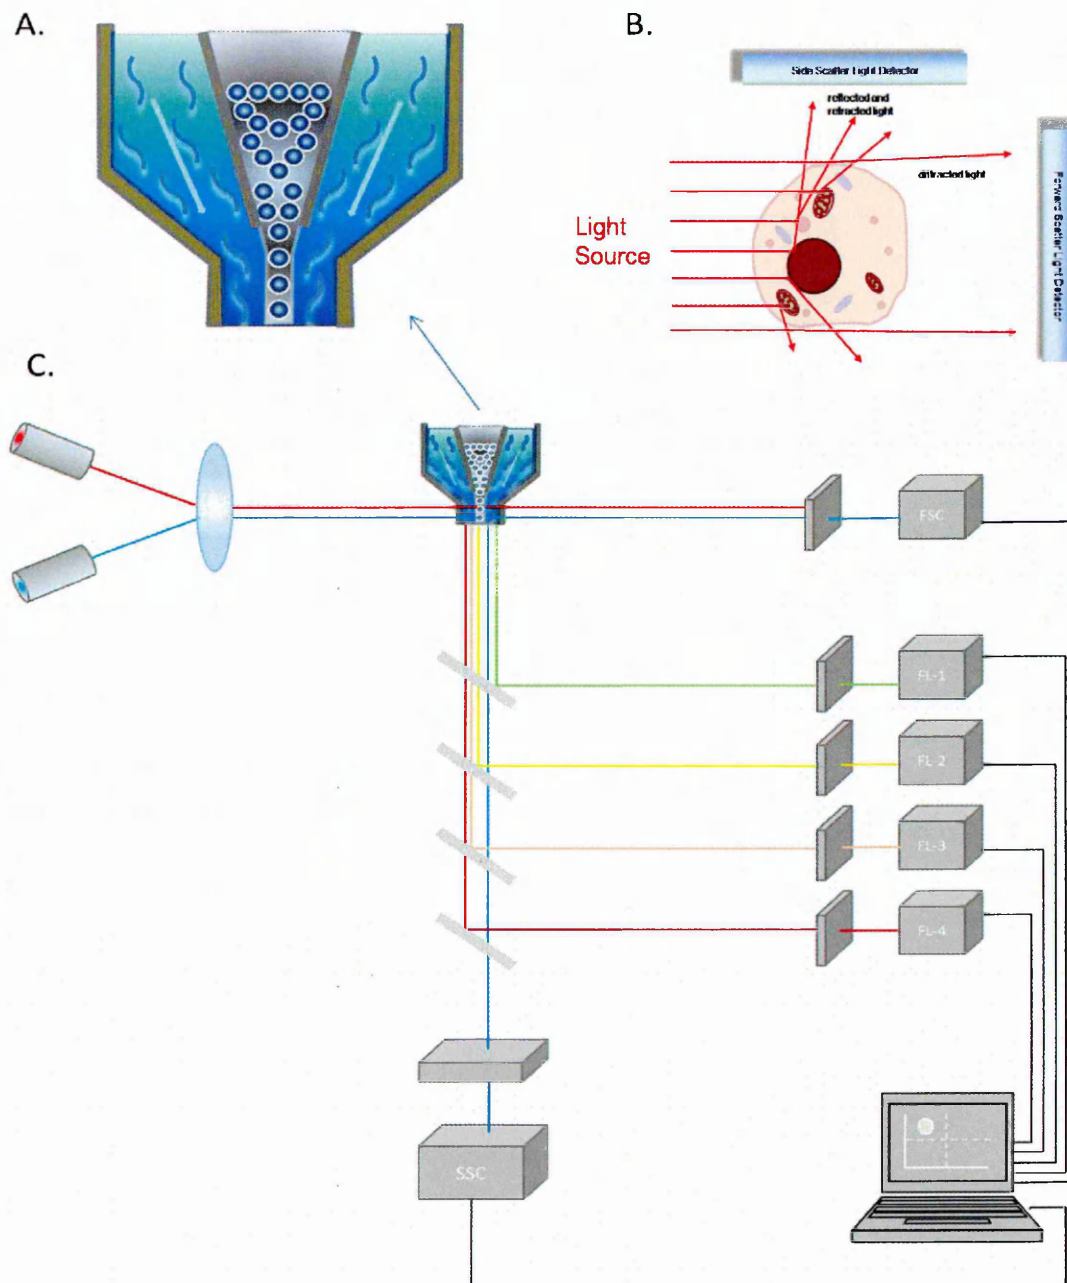 A.
B.
Side Scatter Light Detector
reflected and
refracted light
diffracted light
Forward Scatter Light Detector
Light
Source
C.
FSC
FL-1
FL-2
FL-3
FL-4
SSC